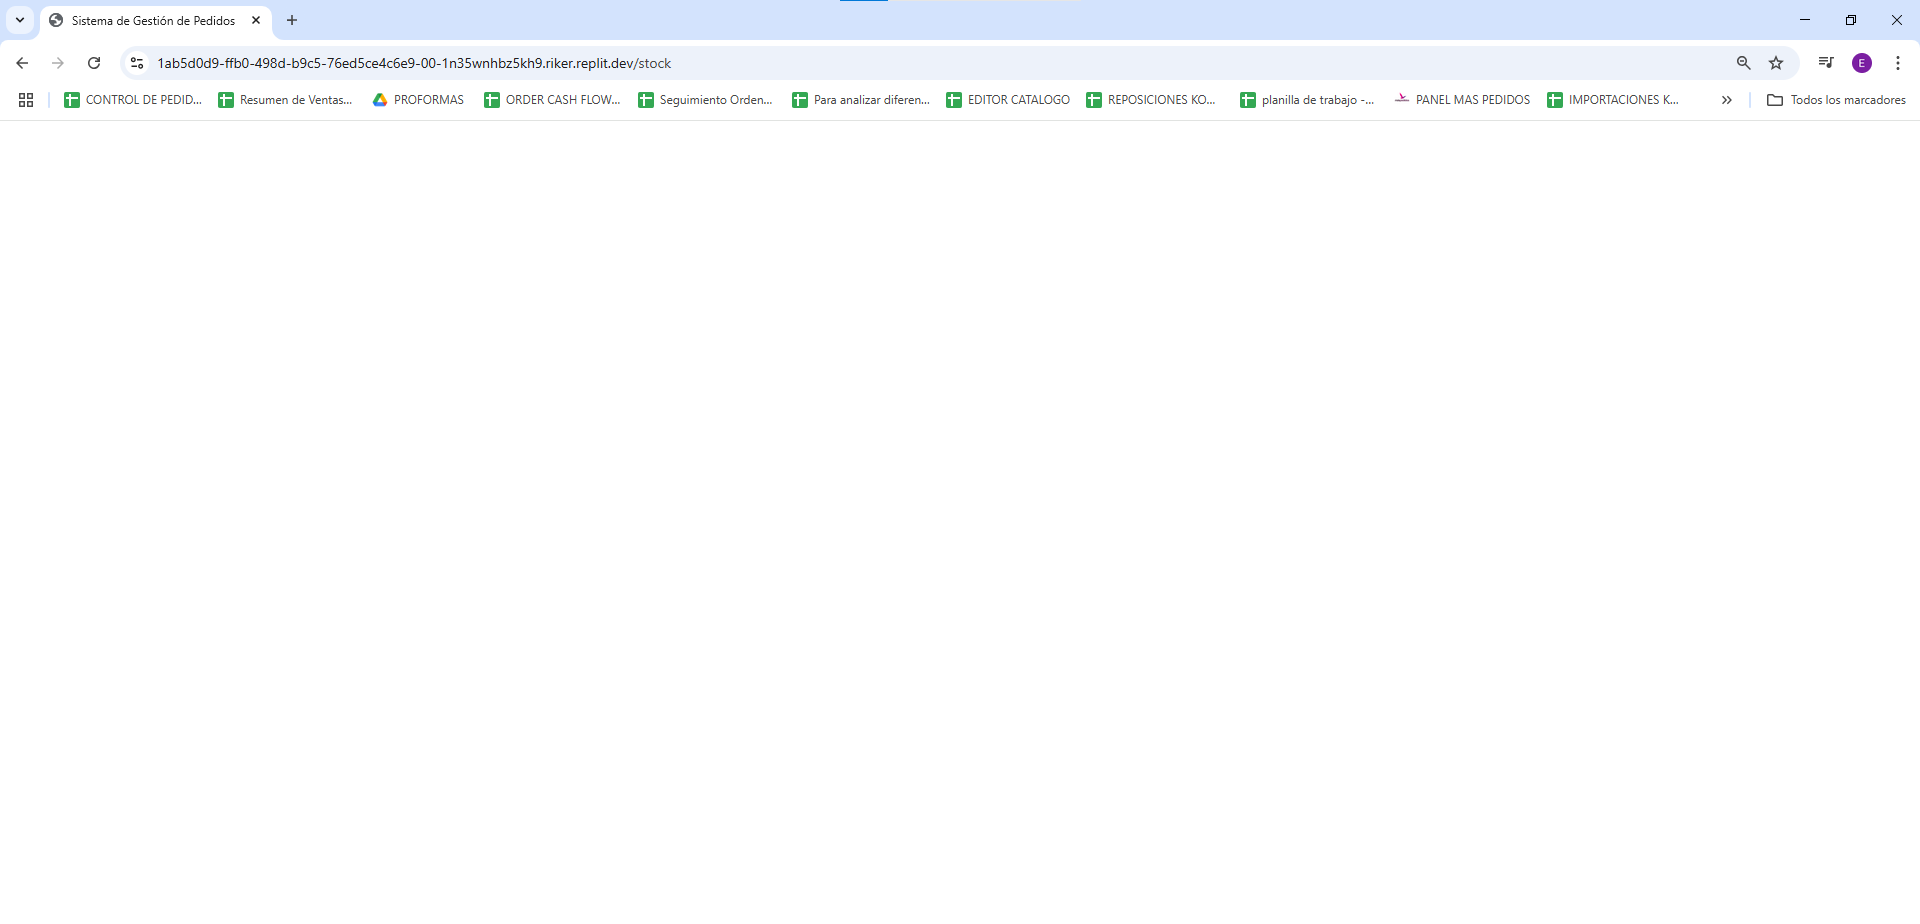 Sistema de Gestión de Pedidos
1ab5d0d9-ffb0-498d-b9c5-76ed5ce4c6e9-00-1n35wnhbz5kh9.riker.replit.dev/stock
E
CONTROL DE PEDID... Resumen de Ventas... PROFORMAS ORDER CASH FLOW... Seguimiento Orden... Para analizar diferen... EDITOR CATALOGO REPOSICIONES KO... planilla de trabajo -... PANEL MAS PEDIDOS IMPORTACIONES K... Todos los marcadores